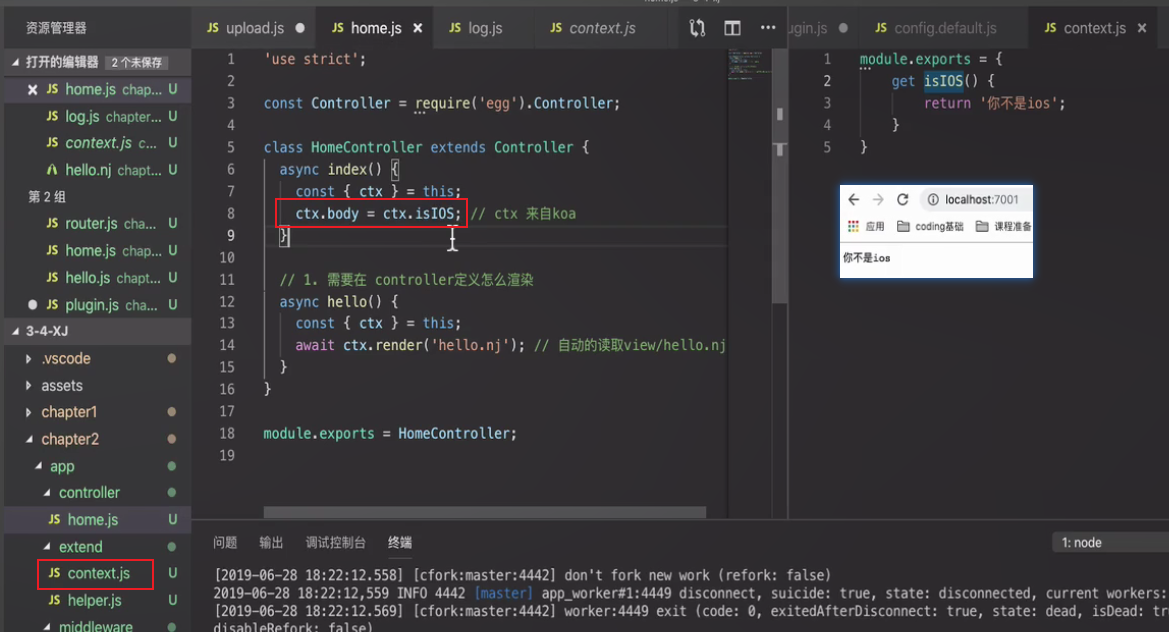 资源管理器
打开的编辑器 2 个未保存
× JS home.js chap... U
JS log.js chapter... U
JS context.js c... U
hello.nj chapt... U
第 2 组
JS router.js cha... U
JS home.js chap... U
JS hello.js chapt... U
JS plugin.js cha... U
3-4-XJ
.vscode
assets
chapter1
chapter2
app
controller
JS home.js U
extend
JS context.js U
JS helper.js U
middleware
JS upload.js
JS home.js ×
JS log.js
JS context.js
1 'use strict';
2
3 const Controller = require('egg').Controller;
4
5 class HomeController extends Controller {
6 async index() {
7 const { ctx } = this;
8 ctx.body = ctx.isIOS; // ctx 来自koa
9 }
10
11 // 1. 需要在 controller定义怎么渲染
12 async hello() {
13 const { ctx } = this;
14 await ctx.render('hello.nj'); // 自动的读取view/hello.nj
15 }
16 }
17
18 module.exports = HomeController;
19
ugin.js
JS config.default.js
JS context.js ×
1 module.exports = {
2 get isIOS() {
3 return '你不是ios';
4 }
5 }
localhost:7001
应用 coding基础 课程准备
你不是ios
问题 输出 调试控制台 终端
1: node
[2019-06-28 18:22:12.558] [cfork:master:4442] don't fork new work (refork: false)
2019-06-28 18:22:12,559 INFO 4442 [master] app_worker#1:4449 disconnect, suicide: true, state: disconnected, current workers:
[2019-06-28 18:22:12.569] [cfork:master:4442] worker:4449 exit (code: 0, exitedAfterDisconnect: true, state: dead, isDead: tr
disableRefork: false)